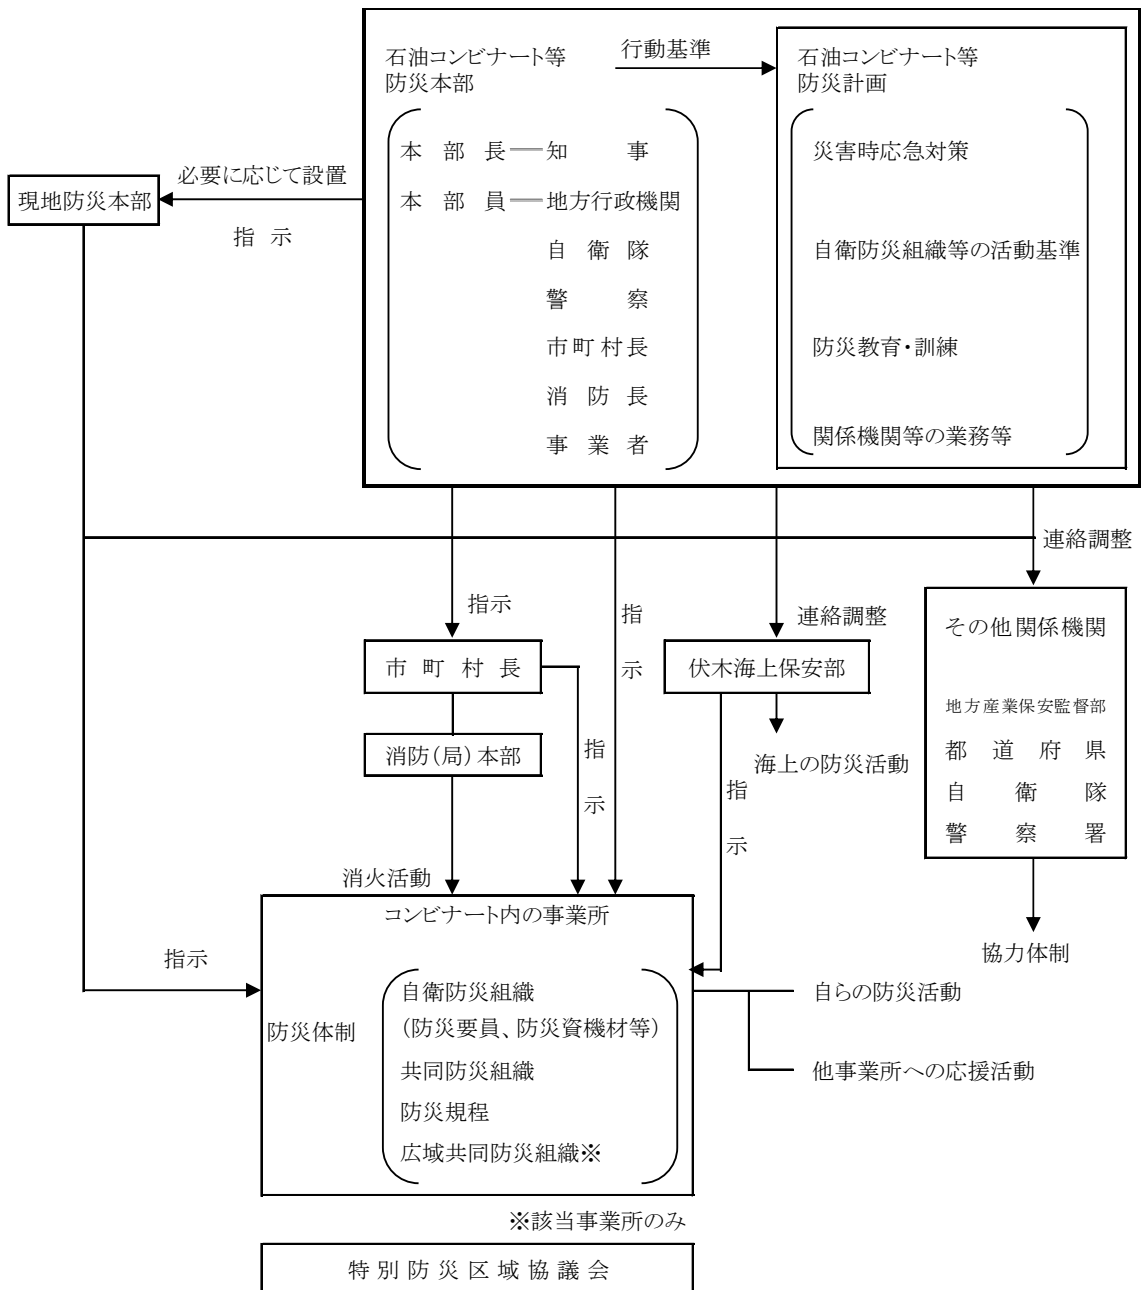 石油コンビナート等
防災本部
行動基準
石油コンビナート等
防災計画
本部長―知事
本部員―地方行政機関
自衛隊
警察
市町村長
消防長
事業者
災害時応急対策
自衛防災組織等の活動基準
防災教育・訓練
関係機関等の業務等
必要に応じて設置
現地防災本部
指示
連絡調整
指示
指示
連絡調整
その他関係機関
地方産業保安監督部
都道府県
自衛隊
警察署
市町村長
伏木海上保安部
消防(局)本部
指示
海上の防災活動
指示
消火活動
協力体制
コンビナート内の事業所
指示
防災体制
自衛防災組織
(防災要員、防災資機材等)
共同防災組織
防災規程
広域共同防災組織※
自らの防災活動
他事業所への応援活動
※該当事業所のみ
特別防災区域協議会